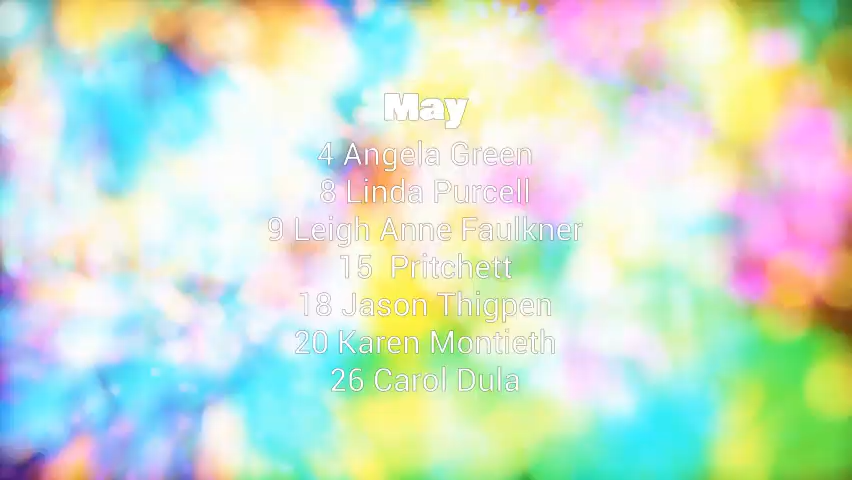 May
4 Angela Green
8 Linda Purcell
9 Leigh Anne Faulkner
15  Pritchett
18 Jason Thigpen
20 Karen Montieth
26 Carol Dula